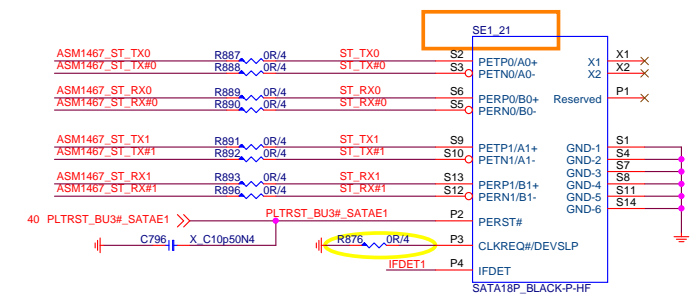 SE1_21
ASM1467_ST_TX0 R887 0R/4 ST_TX0 S2 PETP0/A0+ X1 X1
ASM1467_ST_TX#0 R888 0R/4 ST_TX#0 S3 PETN0/A0- X2 X2
ASM1467_ST_RX0 R889 0R/4 ST_RX0 S6 PERP0/B0+ Reserved P1
ASM1467_ST_RX#0 R890 0R/4 ST_RX#0 S5 PERN0/B0-
ASM1467_ST_TX1 R891 0R/4 ST_TX1 S9 PETP1/A1+ GND-1 S1
ASM1467_ST_TX#1 R892 0R/4 ST_TX#1 S10 PETN1/A1- GND-2 S4
GND-3 S7
ASM1467_ST_RX1 R893 0R/4 ST_RX1 S13 PERP1/B1+ GND-4 S8
ASM1467_ST_RX#1 R896 0R/4 ST_RX#1 S12 PERN1/B1- GND-5 S11
GND-6 S14
40 PLTRST_BU3#_SATAE1 PLTRST_BU3#_SATAE1 P2 PERST#
C796 X_C10p50N4 R876 0R/4 P3 CLKREQ#/DEVSLP
IFDET1 P4 IFDET
SATA18P_BLACK-P-HF